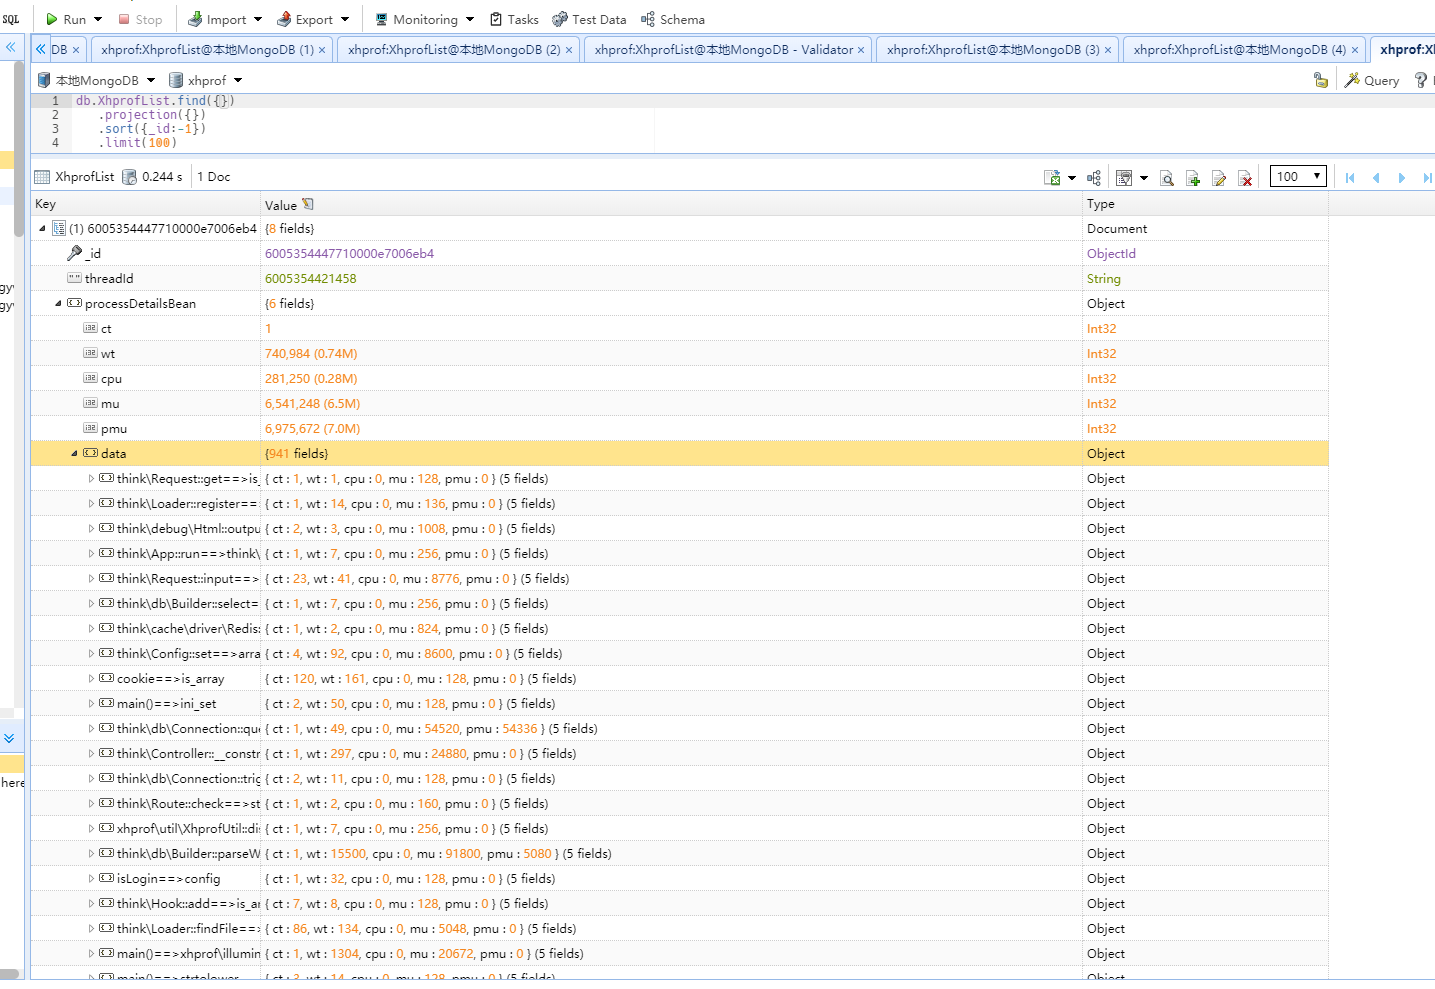 SQL Run Stop Import Export Monitoring Tasks Test Data Schema
DB × xhprof:XhprofList@本地MongoDB (1) × xhprof:XhprofList@本地MongoDB (2) × xhprof:XhprofList@本地MongoDB - Validator × xhprof:XhprofList@本地MongoDB (3) × xhprof:XhprofList@本地MongoDB (4) × xhprof:X
本地MongoDB xhprof Query
1 db.XhprofList.find({})
2 .projection({})
3 .sort({_id:-1})
4 .limit(100)
XhprofList 0.244 s 1 Doc 100
Key Value Type
(1) 6005354447710000e7006eb4 {8 fields} Document
_id 6005354447710000e7006eb4 ObjectId
threadId 6005354421458 String
processDetailsBean {6 fields} Object
ct 1 Int32
wt 740,984 (0.74M) Int32
cpu 281,250 (0.28M) Int32
mu 6,541,248 (6.5M) Int32
pmu 6,975,672 (7.0M) Int32
data {941 fields} Object
think\Request::get==>is_ { ct : 1, wt : 1, cpu : 0, mu : 128, pmu : 0 } (5 fields) Object
think\Loader::register== { ct : 1, wt : 14, cpu : 0, mu : 136, pmu : 0 } (5 fields) Object
think\debug\Html::outpu { ct : 2, wt : 3, cpu : 0, mu : 1008, pmu : 0 } (5 fields) Object
think\App::run==>think\ { ct : 1, wt : 7, cpu : 0, mu : 256, pmu : 0 } (5 fields) Object
think\Request::input==> { ct : 23, wt : 41, cpu : 0, mu : 8776, pmu : 0 } (5 fields) Object
think\db\Builder::select= { ct : 1, wt : 7, cpu : 0, mu : 256, pmu : 0 } (5 fields) Object
think\cache\driver\Redis: { ct : 1, wt : 2, cpu : 0, mu : 824, pmu : 0 } (5 fields) Object
think\Config::set==>arra { ct : 4, wt : 92, cpu : 0, mu : 8600, pmu : 0 } (5 fields) Object
cookie==>is_array { ct : 120, wt : 161, cpu : 0, mu : 128, pmu : 0 } (5 fields) Object
main()==>ini_set { ct : 2, wt : 50, cpu : 0, mu : 128, pmu : 0 } (5 fields) Object
think\db\Connection::que { ct : 1, wt : 49, cpu : 0, mu : 54520, pmu : 54336 } (5 fields) Object
think\Controller::__constr { ct : 1, wt : 297, cpu : 0, mu : 24880, pmu : 0 } (5 fields) Object
think\db\Connection::trig { ct : 2, wt : 11, cpu : 0, mu : 128, pmu : 0 } (5 fields) Object
think\Route::check==>st { ct : 1, wt : 2, cpu : 0, mu : 160, pmu : 0 } (5 fields) Object
xhprof\util\XhprofUtil::dis { ct : 1, wt : 7, cpu : 0, mu : 256, pmu : 0 } (5 fields) Object
think\db\Builder::parseW { ct : 1, wt : 15500, cpu : 0, mu : 91800, pmu : 5080 } (5 fields) Object
isLogin==>config { ct : 1, wt : 32, cpu : 0, mu : 128, pmu : 0 } (5 fields) Object
think\Hook::add==>is_ar { ct : 7, wt : 8, cpu : 0, mu : 128, pmu : 0 } (5 fields) Object
think\Loader::findFile==> { ct : 86, wt : 134, cpu : 0, mu : 5048, pmu : 0 } (5 fields) Object
main()==>xhprof\illumin { ct : 1, wt : 1304, cpu : 0, mu : 20672, pmu : 0 } (5 fields) Object
main()==>strtolower { ct : 3, wt : 14, cpu : 0, mu : 128, pmu : 0 } (5 fields) Object
here